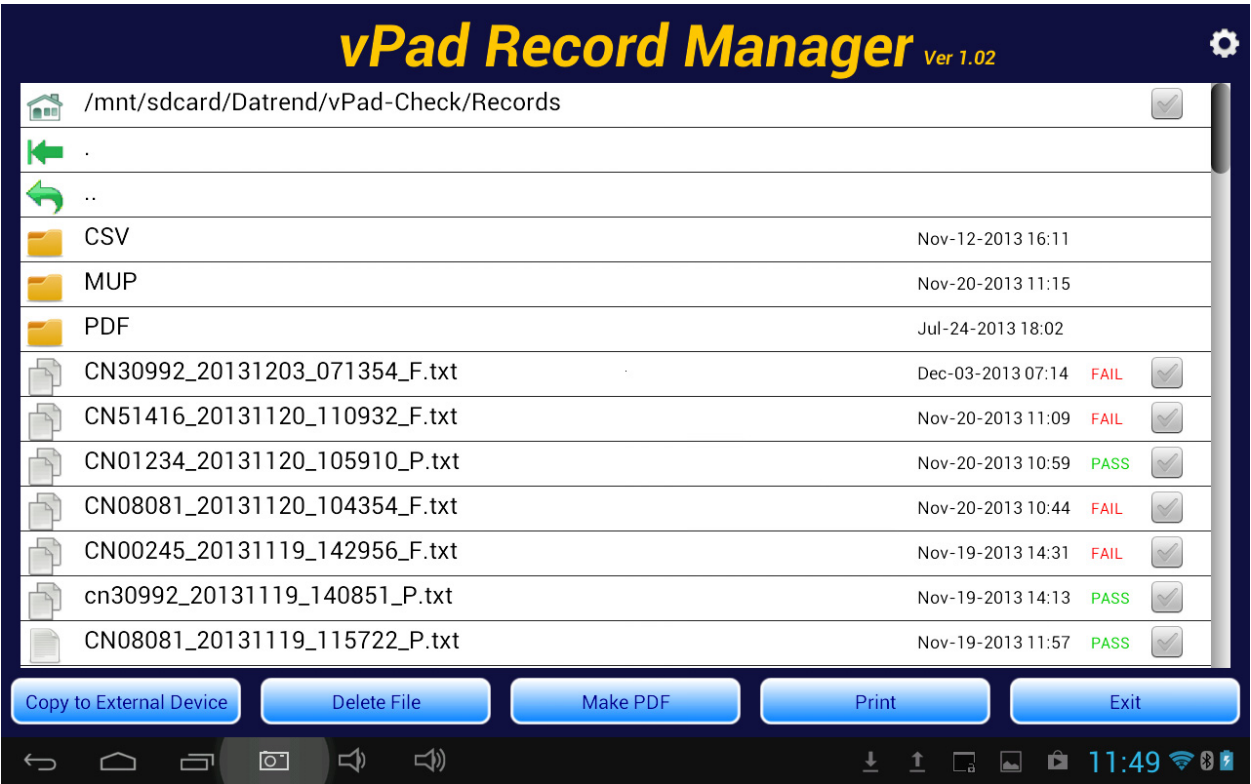 vPad Record Manager Ver 1.02
/mnt/sdcard/Datrend/vPad-Check/Records
.
..
CSV Nov-12-2013 16:11
MUP Nov-20-2013 11:15
PDF Jul-24-2013 18:02
CN30992_20131203_071354_F.txt Dec-03-2013 07:14 FAIL
CN51416_20131120_110932_F.txt Nov-20-2013 11:09 FAIL
CN01234_20131120_105910_P.txt Nov-20-2013 10:59 PASS
CN08081_20131120_104354_F.txt Nov-20-2013 10:44 FAIL
CN00245_20131119_142956_F.txt Nov-19-2013 14:31 FAIL
cn30992_20131119_140851_P.txt Nov-19-2013 14:13 PASS
CN08081_20131119_115722_P.txt Nov-19-2013 11:57 PASS
Copy to External Device Delete File Make PDF Print Exit
11:49